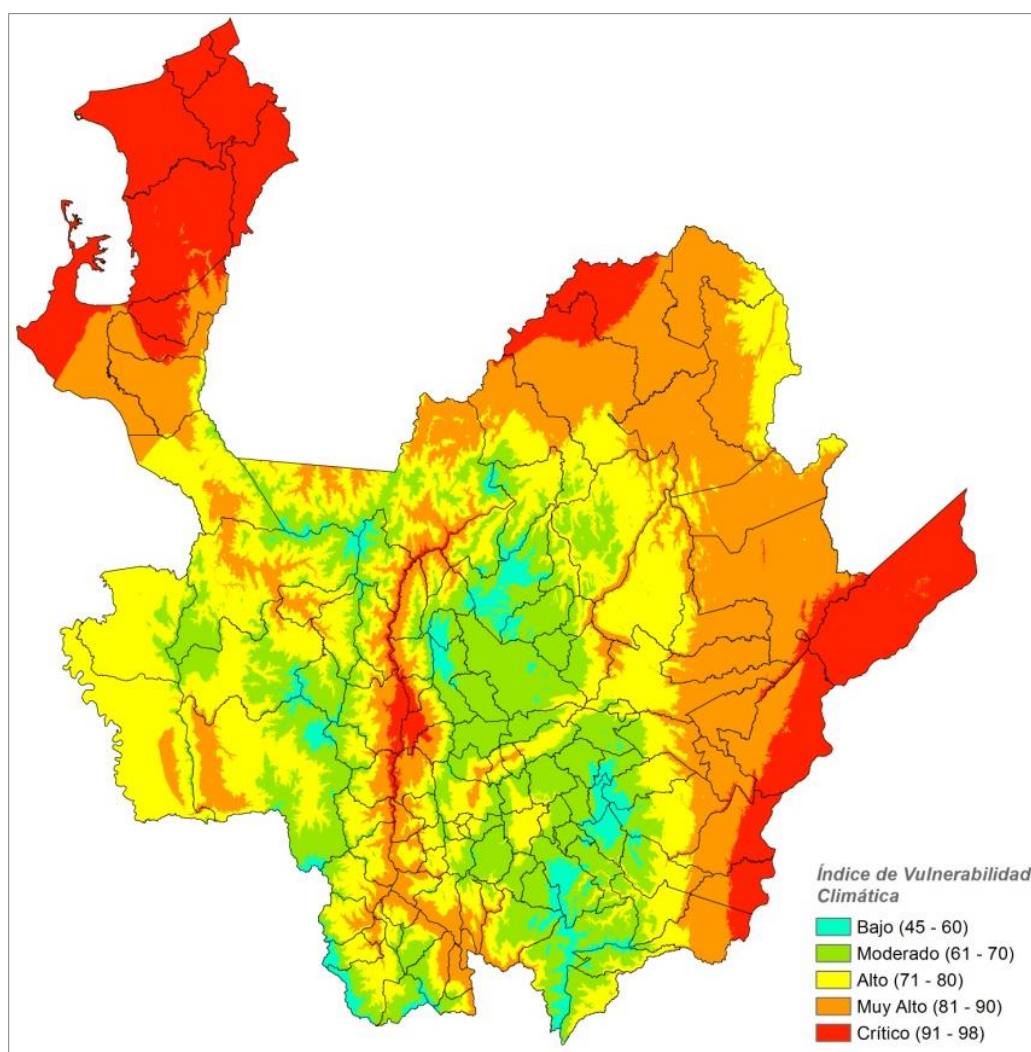 Índice de Vulnerabilidad
Climática
Bajo (45 - 60)
Moderado (61 - 70)
Alto (71 - 80)
Muy Alto (81 - 90)
Crítico (91 - 98)